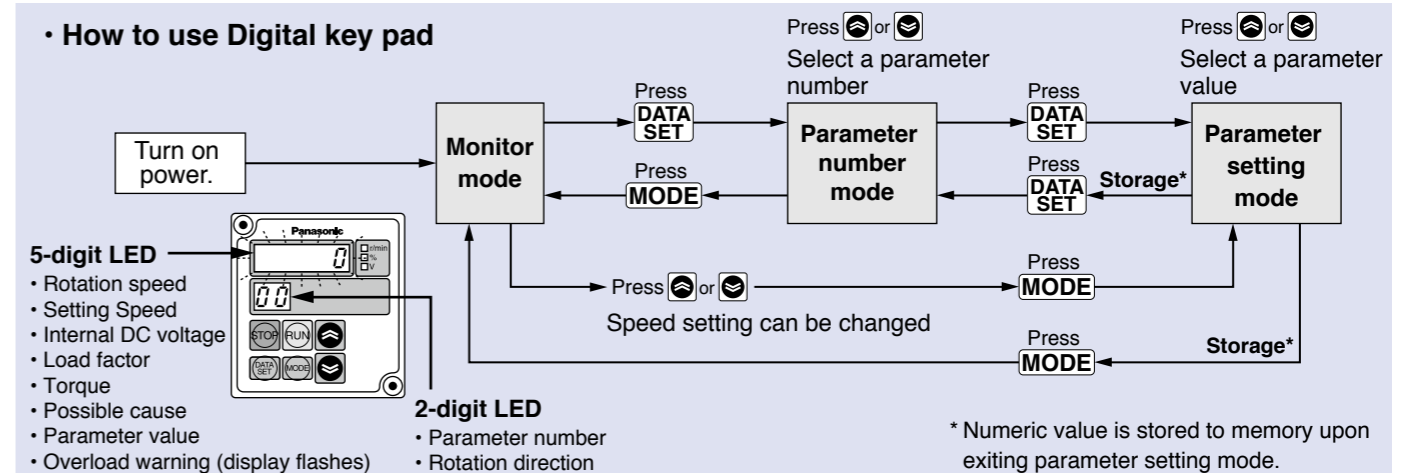 ・How to use Digital key pad
Press or
Select a parameter
number
Press or
Select a parameter
value
Turn on
power.
Monitor
mode
Press
DATA
SET
Press
MODE
Parameter
number
mode
Press
DATA
SET
Press
DATA
SET
Storage*
Parameter
setting
mode
Press or
Speed setting can be changed
Press
MODE
Press
MODE
Storage*
5-digit LED
・Rotation speed
・Setting Speed
・Internal DC voltage
・Load factor
・Torque
・Possible cause
・Parameter value
・Overload warning (display flashes)
Panasonic
0
r/min
%
V
00
STOP RUN
DATA
SET
MODE
2-digit LED
・Parameter number
・Rotation direction
* Numeric value is stored to memory upon
exiting parameter setting mode.